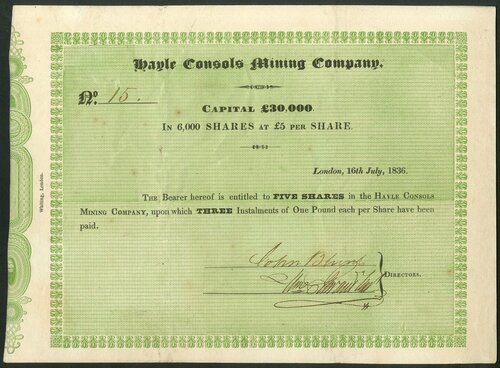 Hayle Consols Mining Company.
No. 15.
CAPITAL £30.000.
IN 6,000 SHARES AT £5 PER SHARE.
London, 16th July, 1836.
THE Bearer hereof is entitled to FIVE SHARES in the HAYLE CONSOLS
MINING COMPANY, upon which THREE Instalments of One Pound each per Share have been
paid.
John
DIRECTORS.
Whiting, London.